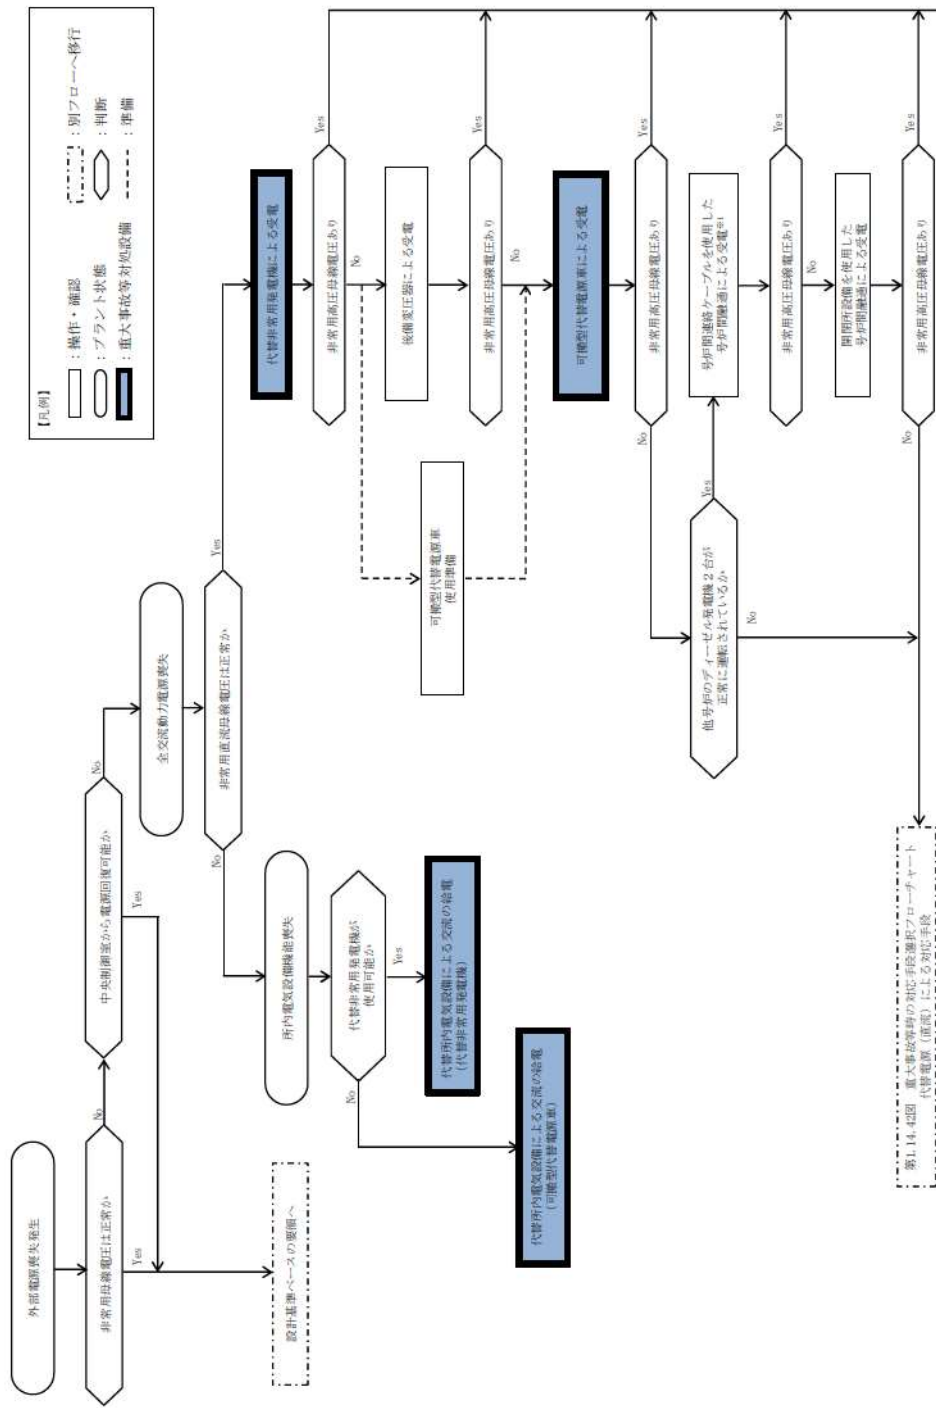 【凡例】
：操作・確認
：プラント状態
：重大事故等対処設備
：別フローへ移行
：判断
：準備
外部電源喪失発生
非常用母線電圧は正常か
No
Yes
中央制御室から電源回復可能か
No
Yes
設計基準ベースの要領へ
全交流動力電源喪失
非常用直流母線電圧は正常か
No
Yes
所内電気設備機能喪失
代替非常用発電機が
使用可能か
Yes
No
代替所内電気設備による交流の給電
（代替非常用発電機）
代替所内電気設備による交流の給電
（可搬型代替電源車）
代替非常用発電機による受電
非常用高圧母線電圧あり
Yes
No
後備変圧器による受電
非常用高圧母線電圧あり
Yes
No
可搬型代替電源車
使用準備
可搬型代替電源車による受電
非常用高圧母線電圧あり
Yes
No
他号炉のディーゼル発電機２台が
正常に運転されているか
Yes
No
号炉間連絡ケーブルを使用した
号炉間融通による受電※1
非常用高圧母線電圧あり
Yes
No
開閉所設備を使用した
号炉間融通による受電
非常用高圧母線電圧あり
Yes
No
第1.14.42図　重大事故等時の対応手段選択フローチャート
代替電源（直流）による対応手段